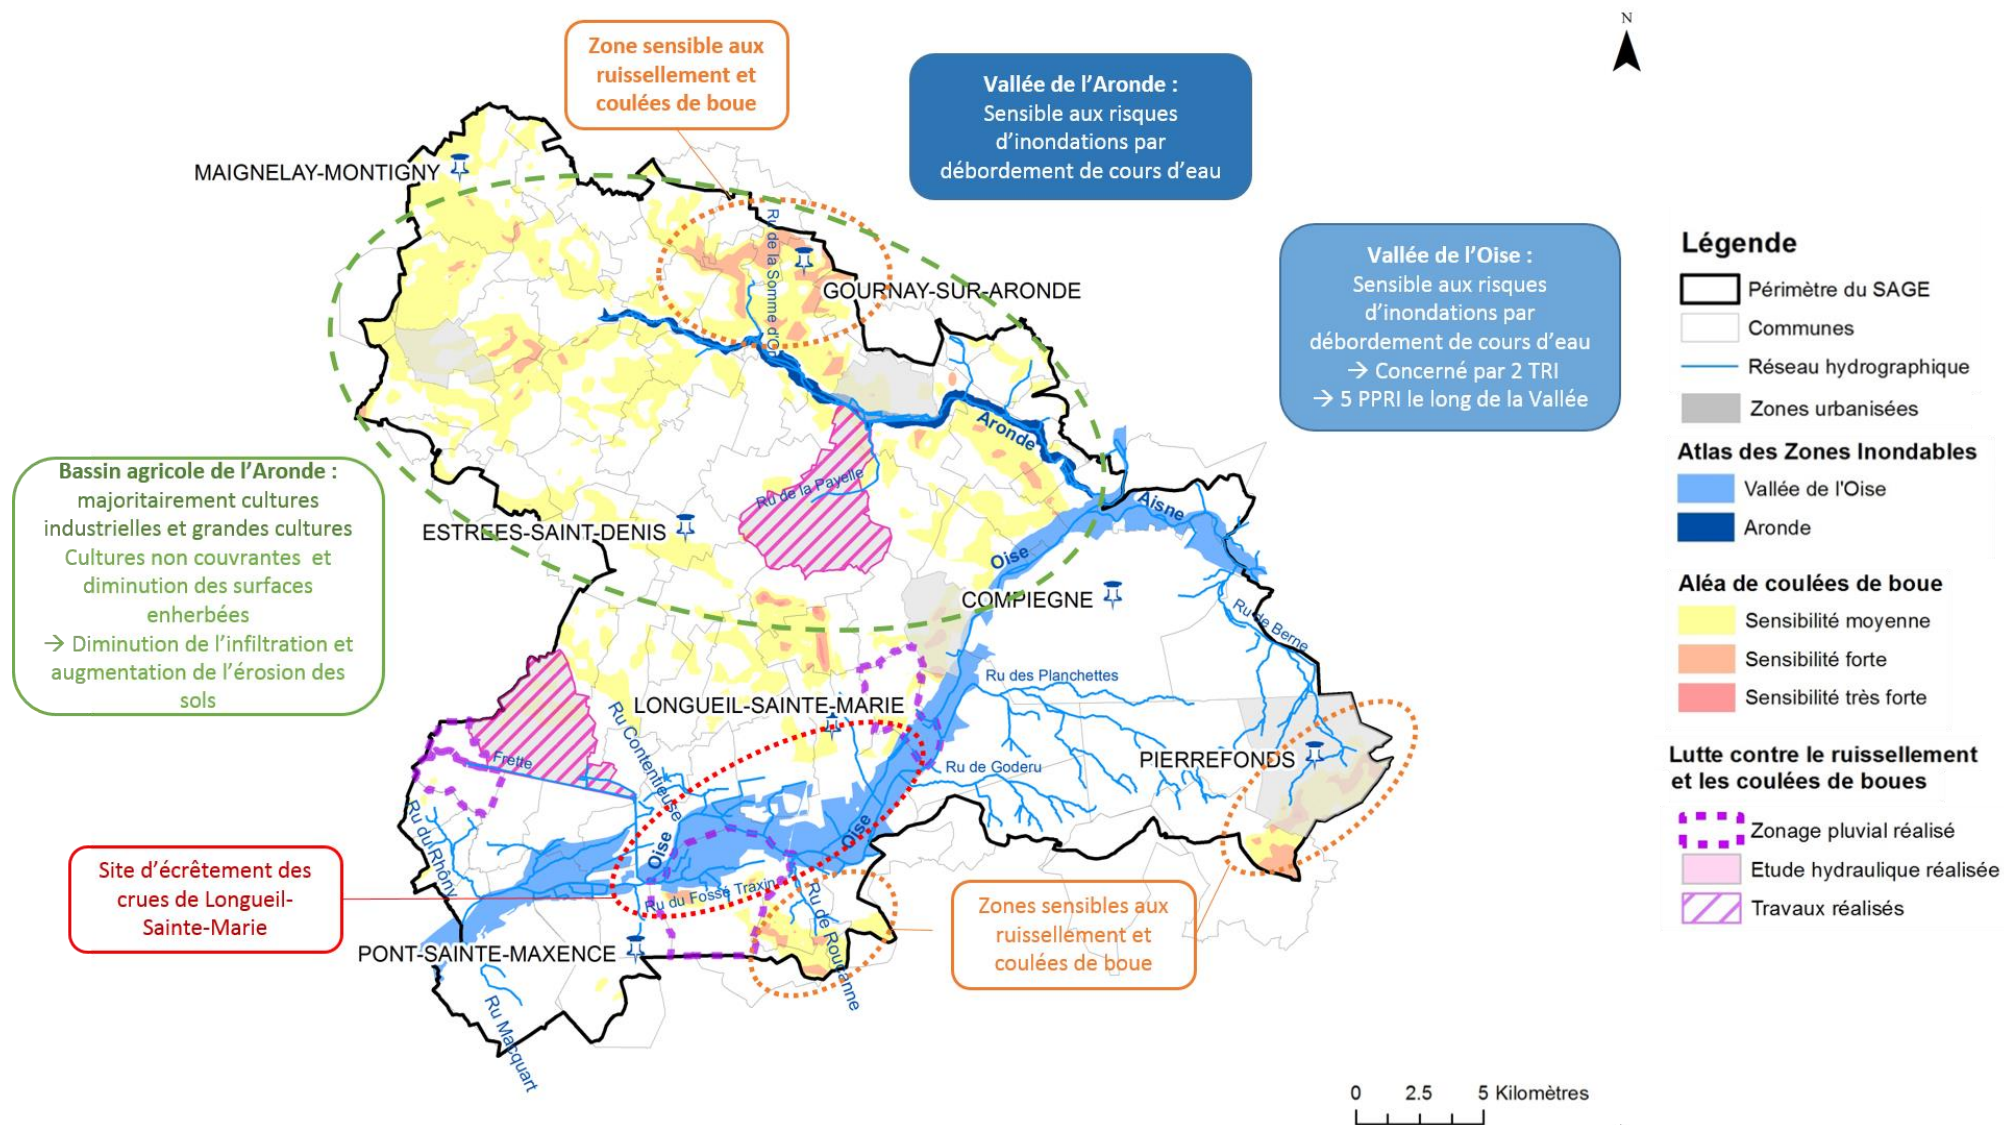 N
Zone sensible aux
ruissellement et
coulées de boue
Vallée de l'Aronde :
Sensible aux risques
d'inondations par
débordement de cours d'eau
Vallée de l'Oise :
Sensible aux risques
d'inondations par
débordement de cours d'eau
→ Concerné par 2 TRI
→ 5 PPRI le long de la Vallée
Bassin agricole de l'Aronde :
majoritairement cultures
industrielles et grandes cultures
Cultures non couvrantes et
diminution des surfaces
enherbées
→ Diminution de l'infiltration et
augmentation de l'érosion des
sols
Site d'écrêtement des
crues de Longueil-
Sainte-Marie
Zones sensibles aux
ruissellement et
coulées de boue
MAIGNELAY-MONTIGNY
GOURNAY-SUR-ARONDE
ESTREES-SAINT-DENIS
COMPIEGNE
LONGUEIL-SAINTE-MARIE
PIERREFONDS
PONT-SAINTE-MAXENCE
Ru de la Somme d'Or
Aronde
Ru de la Payelle
Aisne
Oise
Ru de Berne
Ru des Planchettes
Ru de Goderu
Ru Contentieuse
Frette
Ru du Rhôny
Oise
Oise
Ru du Fossé Traxin
Ru de Roucanne
Ru Macquart
Légende
Périmètre du SAGE
Communes
Réseau hydrographique
Zones urbanisées
Atlas des Zones Inondables
Vallée de l'Oise
Aronde
Aléa de coulées de boue
Sensibilité moyenne
Sensibilité forte
Sensibilité très forte
Lutte contre le ruissellement
et les coulées de boues
Zonage pluvial réalisé
Etude hydraulique réalisée
Travaux réalisés
0 2.5 5 Kilomètres